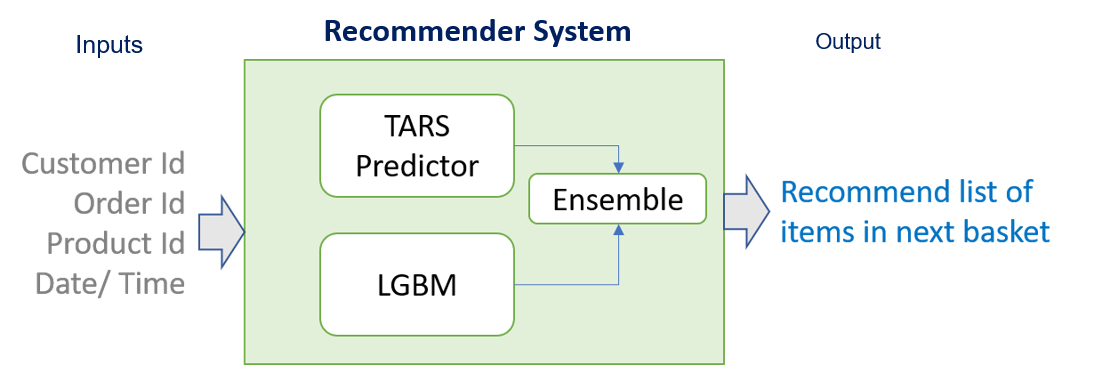 Inputs
Recommender System
Output
Customer Id
Order Id
Product Id
Date/ Time
TARS
Predictor
LGBM
Ensemble
Recommend list of
items in next basket